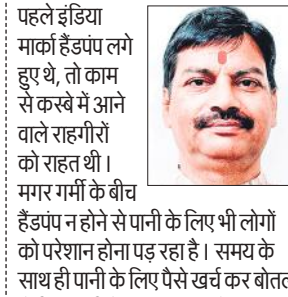 पहले इंडिया
मार्का हैंडपंप लगे
हुए थे, तो काम
से कस्बे में आने
वाले राहगीरों
को राहत थी।
मगर गर्मी के बीच
हैंडपंप न होने से पानी के लिए भी लोगों
को परेशान होना पड़ रहा है। समय के
साथ ही पानी के लिए पैसे खर्च कर बोतल